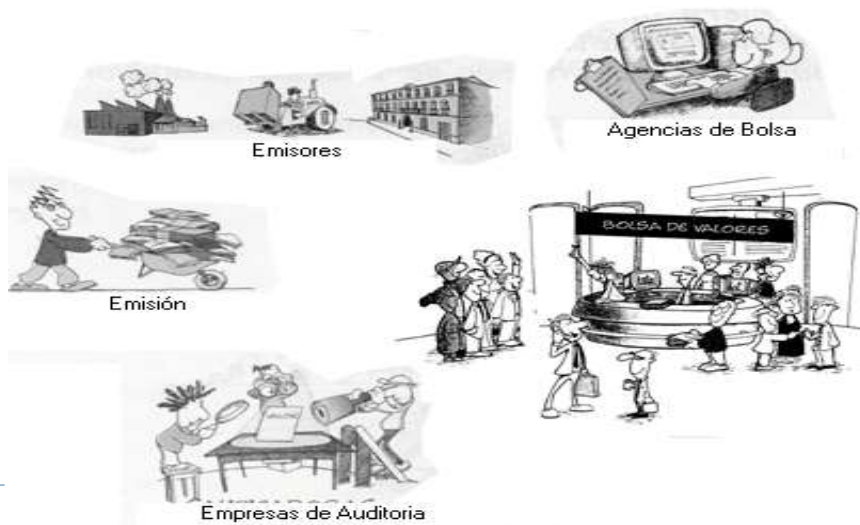 Emisores
Agencias de Bolsa
BOLSA DE VALORES
Emisión
Empresas de Auditoria